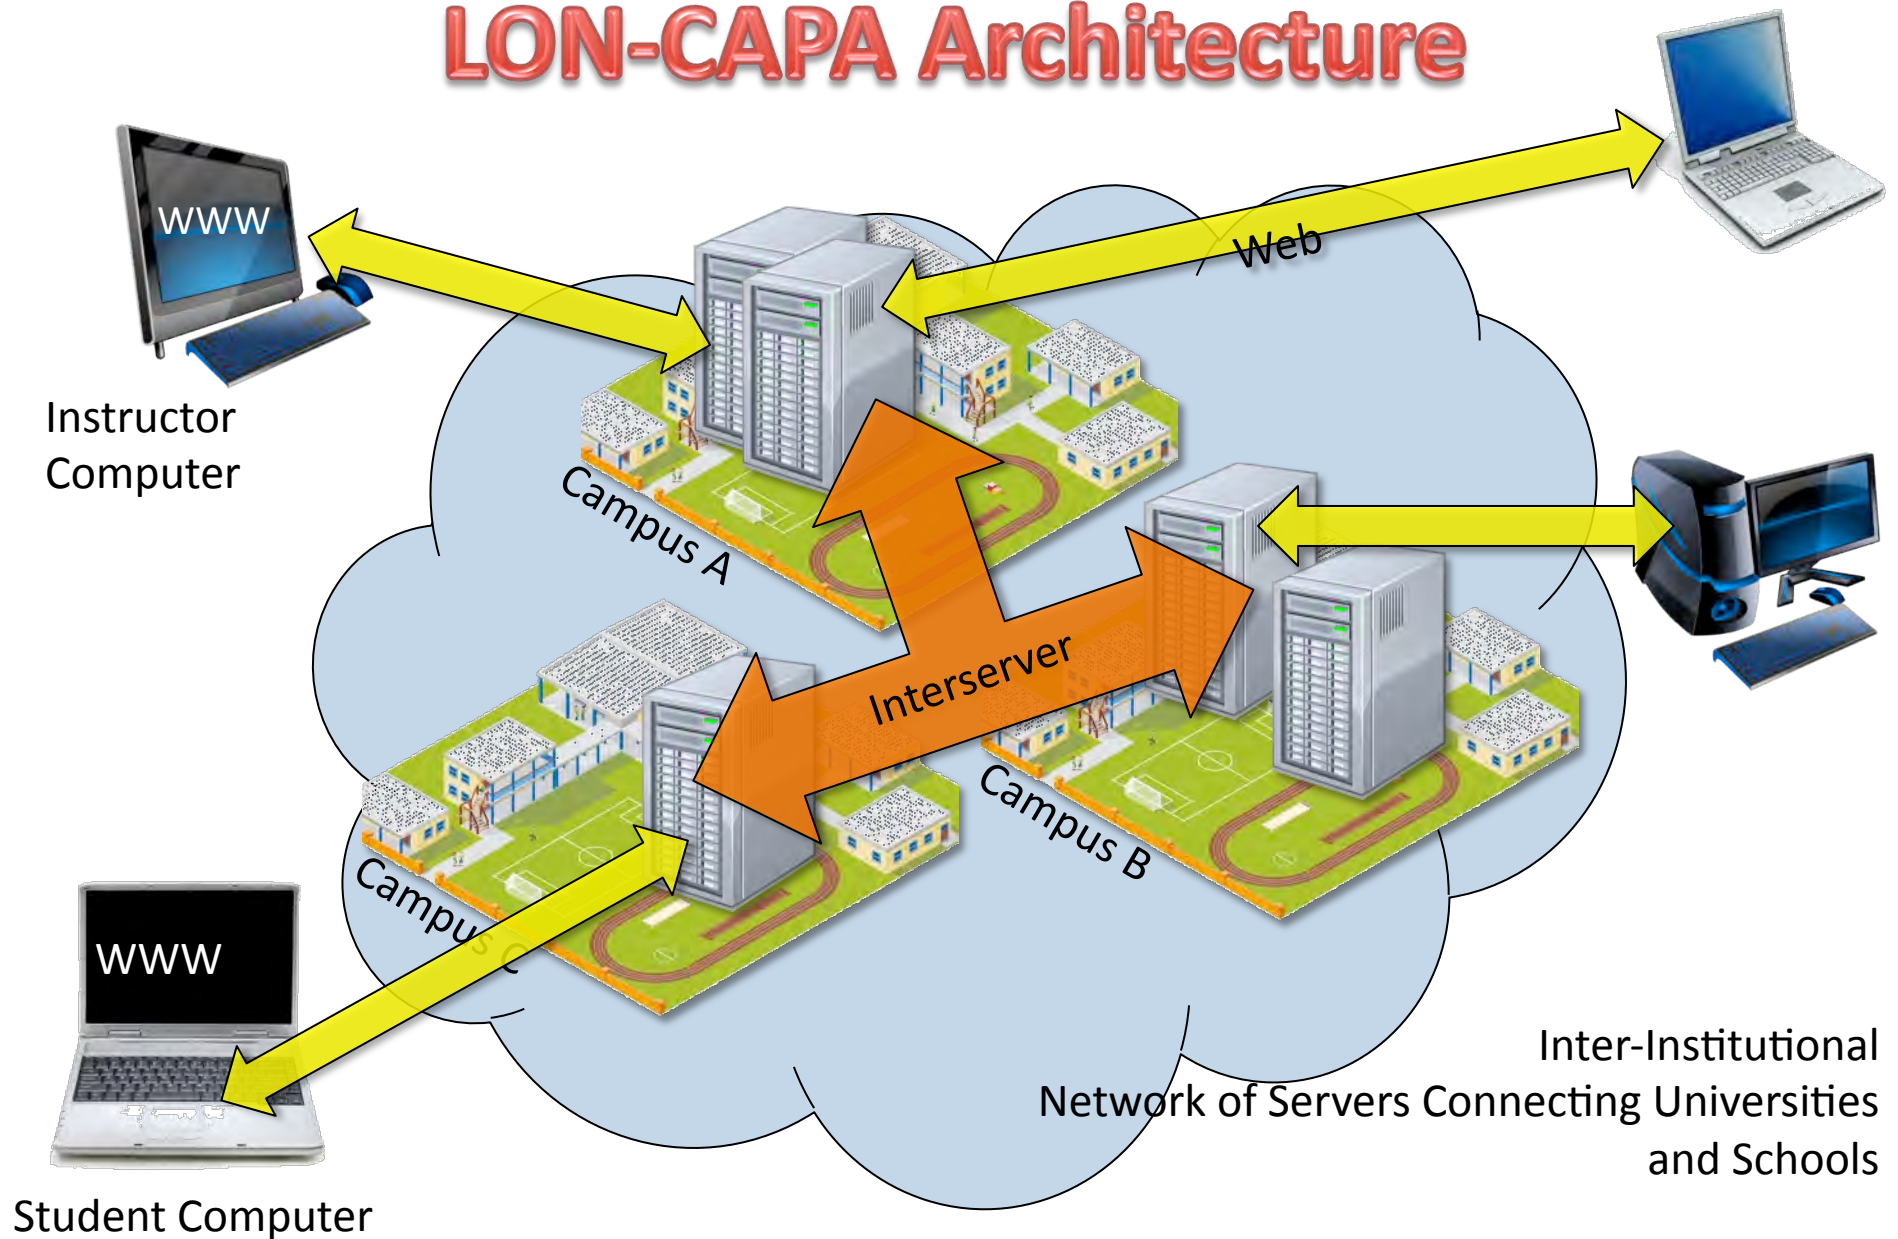 LON-CAPA Architecture
WWW
Web
Instructor
Computer
Campus A
Interserver
Campus B
Campus C
WWW
Inter-Institutional
Network of Servers Connecting Universities
and Schools
Student Computer